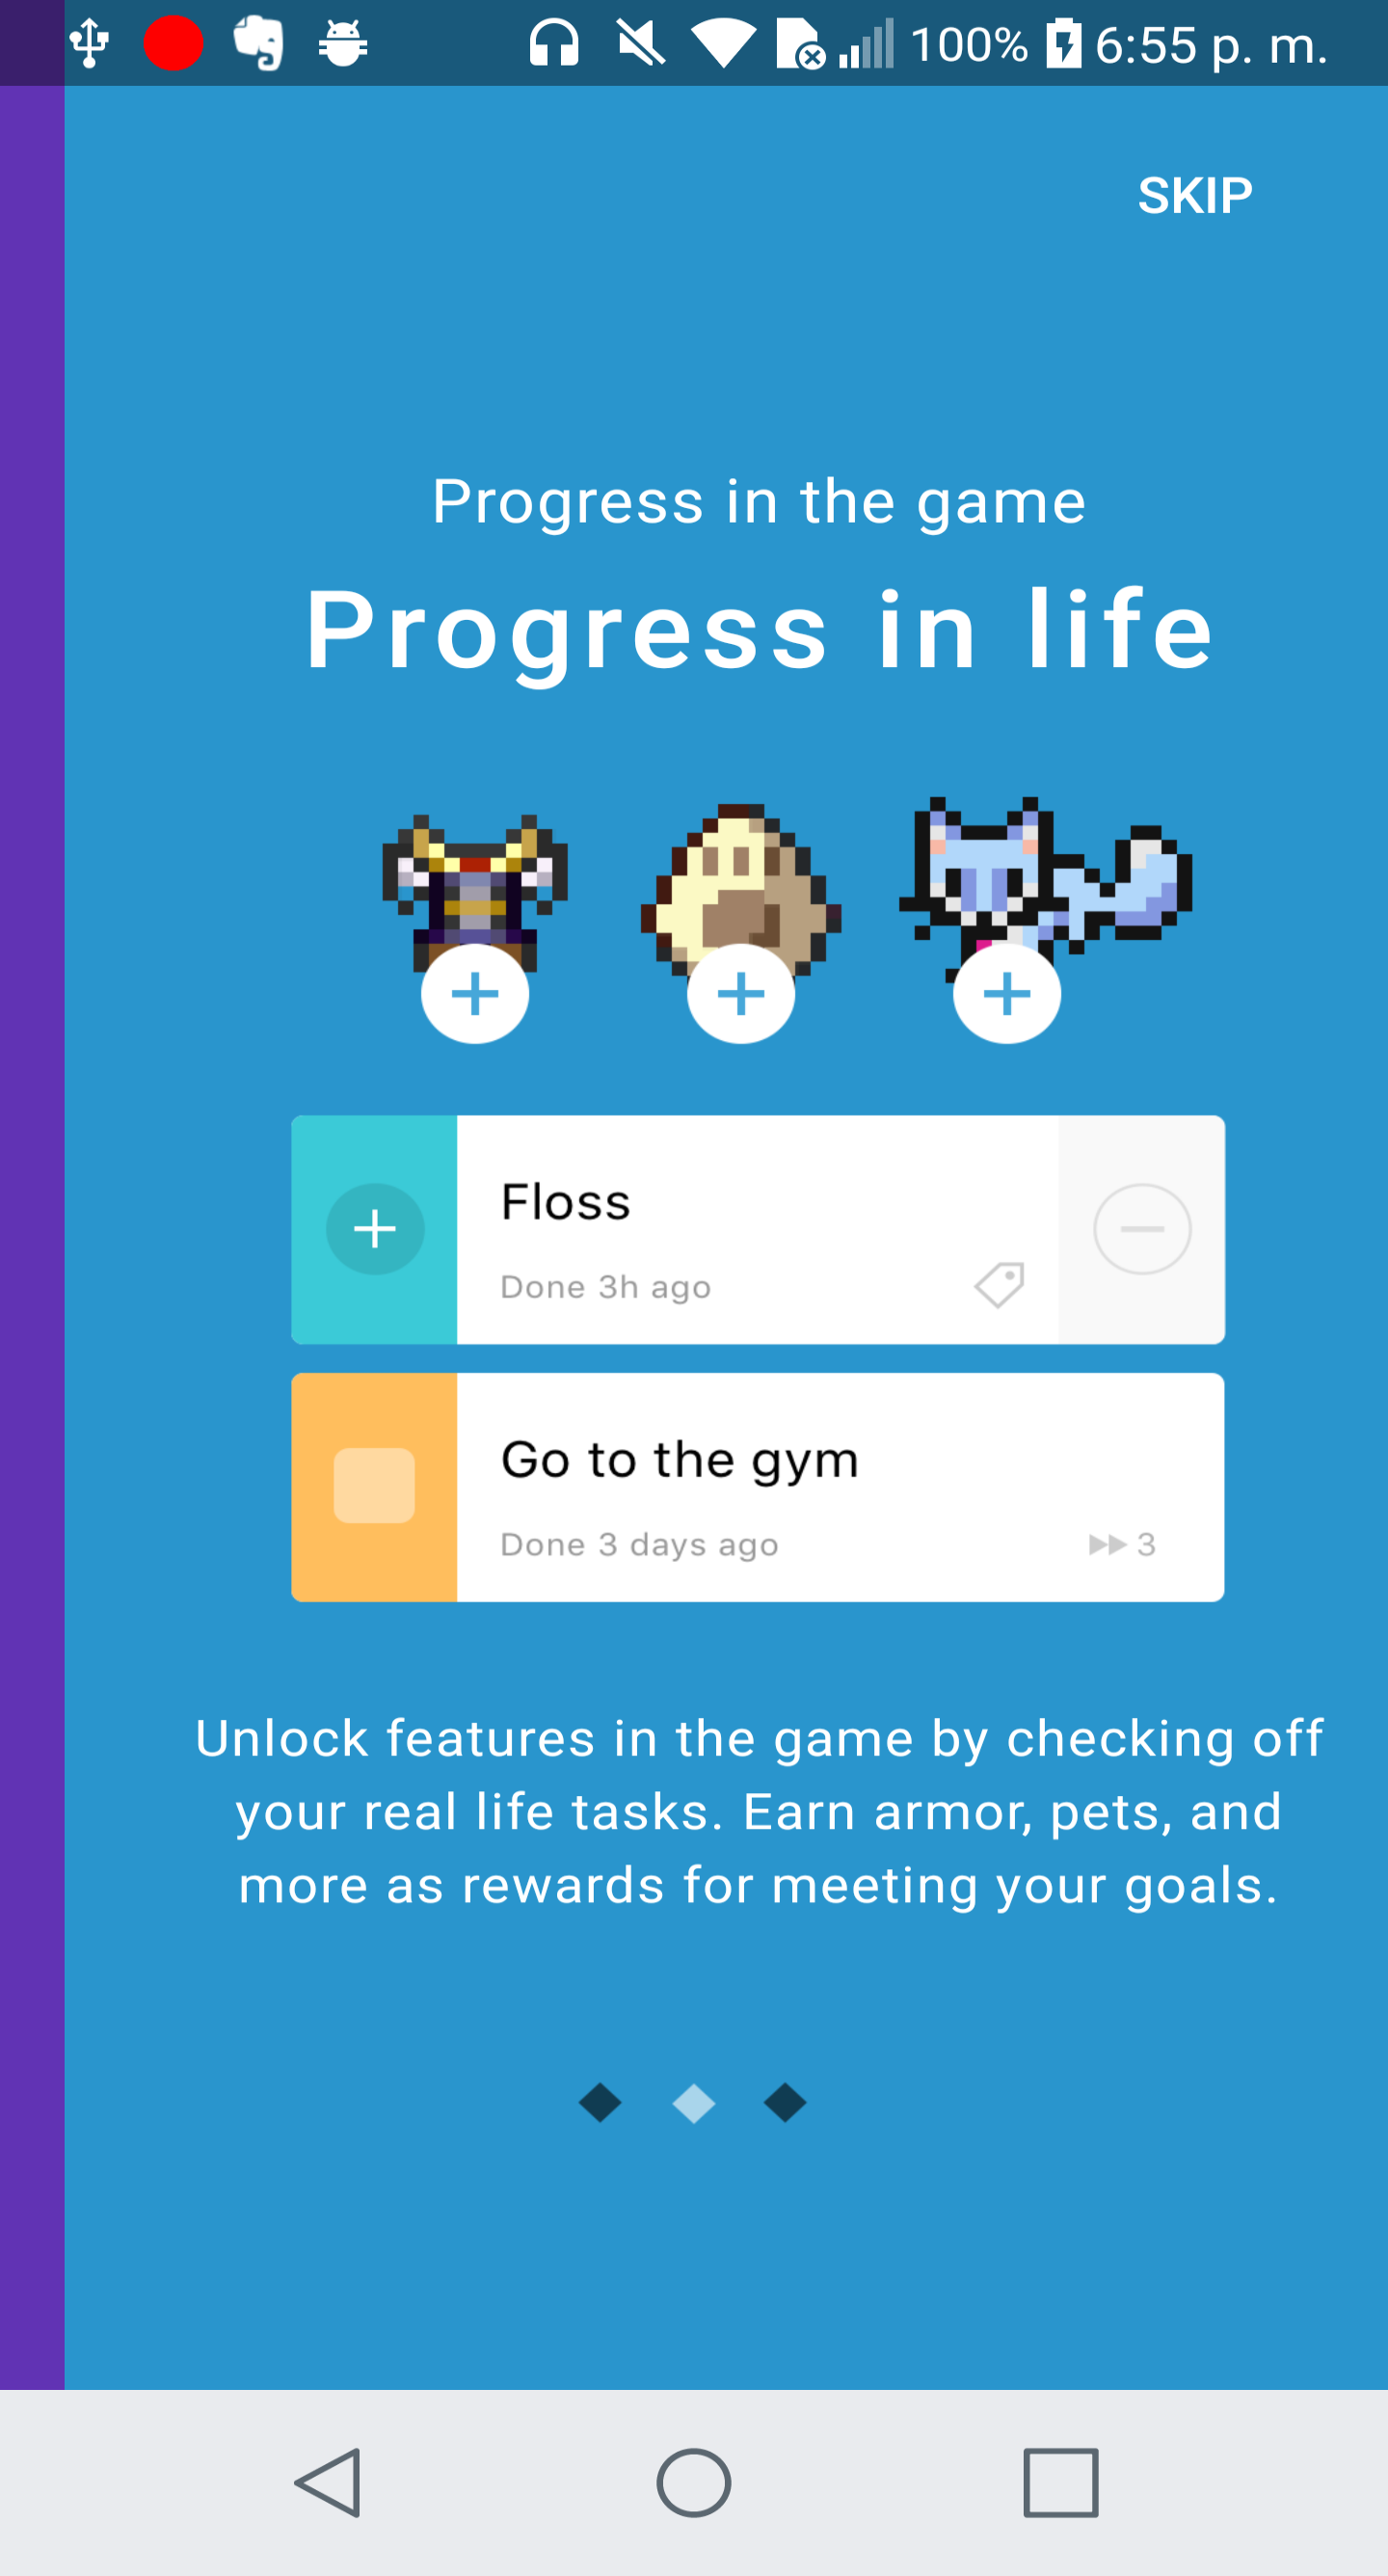 100% 6:55 p. m.
SKIP
Progress in the game
Progress in life
Floss
Done 3h ago
Go to the gym
Done 3 days ago
3
Unlock features in the game by checking off
your real life tasks. Earn armor, pets, and
more as rewards for meeting your goals.